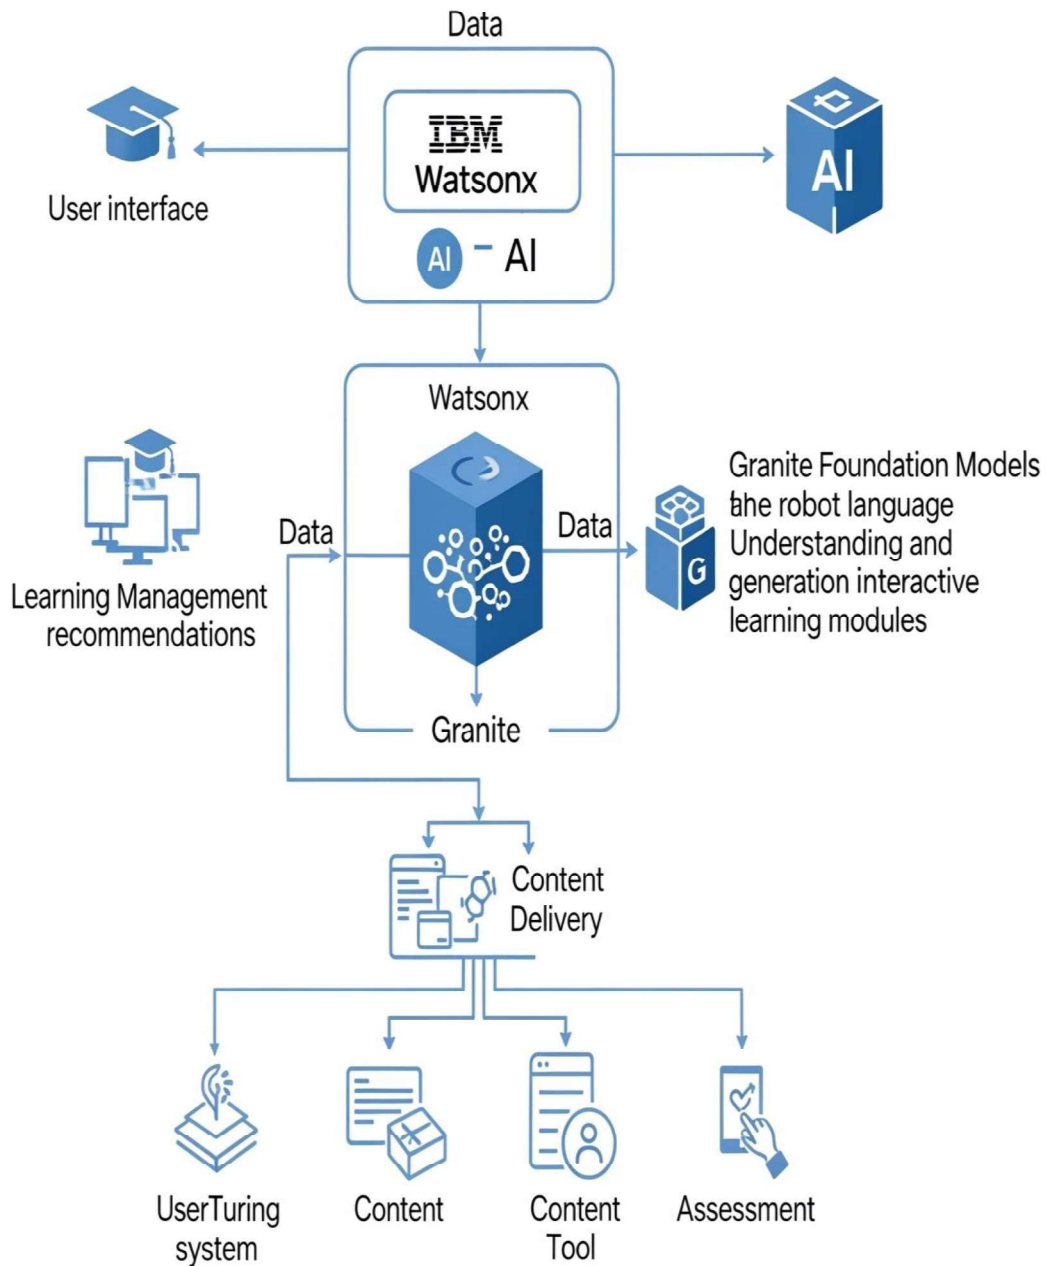 Data
IBM
Watsonx
AI - AI
User interface
AI
Watsonx
Data
Data
Learning Management
recommendations
G
Granite Foundation Models
the robot language
Understanding and
generation interactive
learning modules
Granite
Content
Delivery
UserTuring
system
Content
Content
Tool
Assessment